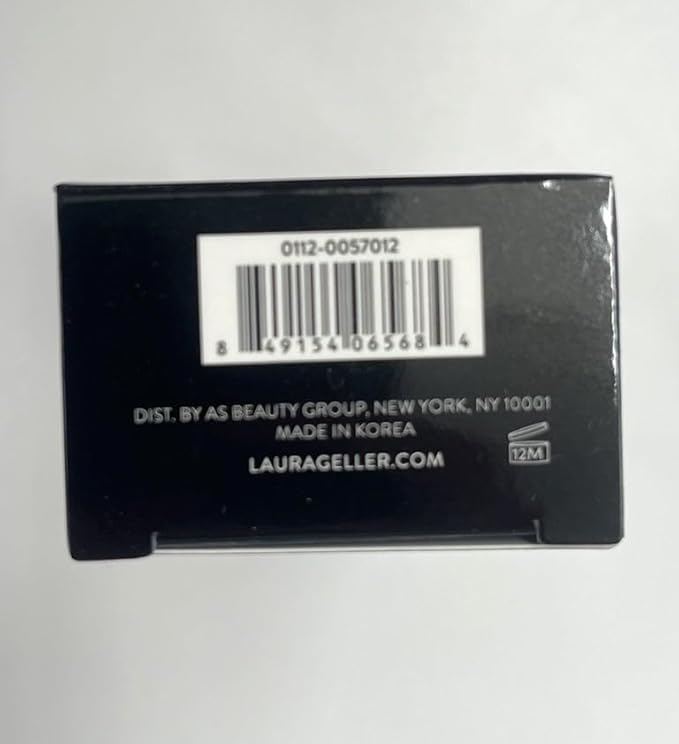 0112-0057012
8 49154 06568 4
DIST. BY AS BEAUTY GROUP, NEW YORK, NY 10001
MADE IN KOREA
12M
LAURAGELLER.COM